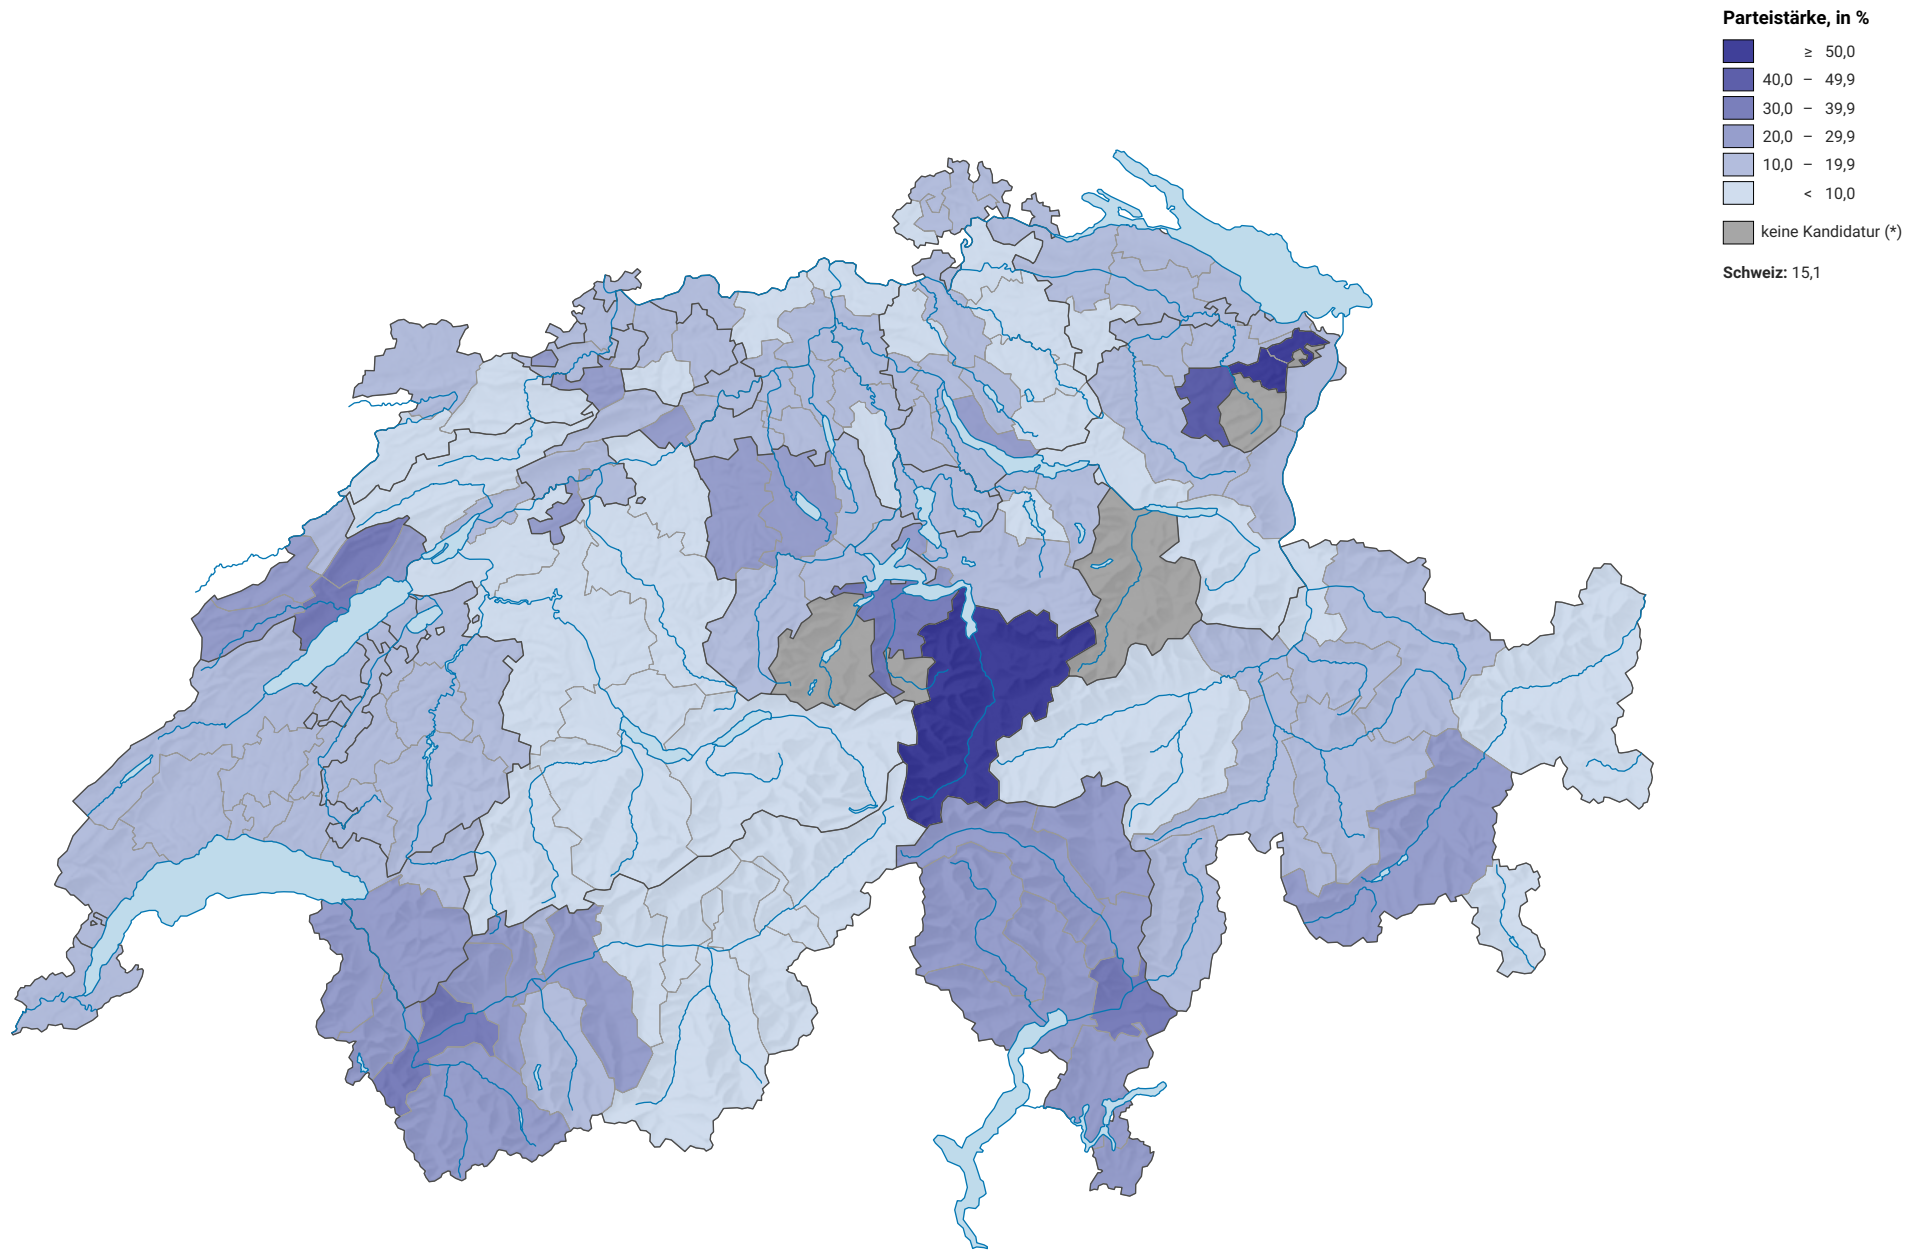 Parteistärke, in %
≥ 50,0
40,0 – 49,9
30,0 – 39,9
20,0 – 29,9
10,0 – 19,9
< 10,0
keine Kandidatur (*)
Schweiz: 15,1